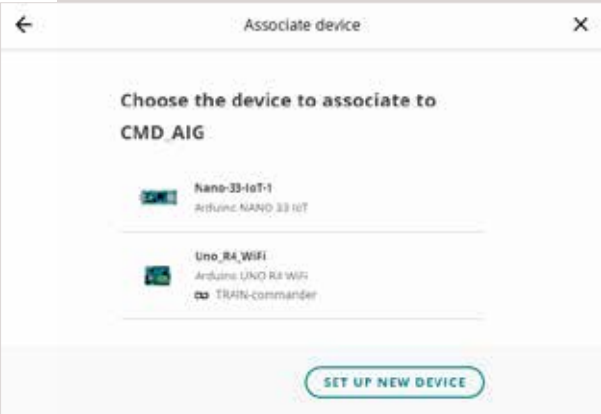 Associate device
Choose the device to associate to
CMD_AIG
Nano-33-IoT-1
Arduino NANO 33 IoT
Uno_R4_WiFi
Arduino UNO R4 WiFi
TRAIN-commander
SET UP NEW DEVICE